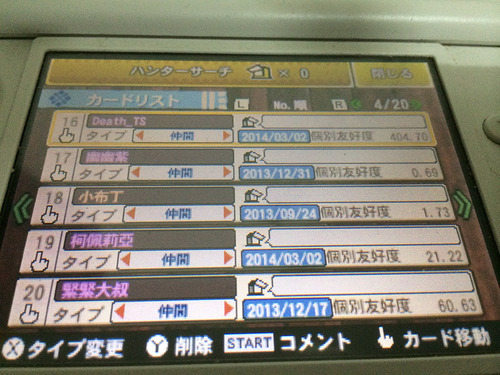 ハンターサーチ × 0 閉じる
カードリスト L No.順 R 4/20
16 Death_TS
タイプ 仲間 2014/03/02 個別友好度 404.70
17 幽幽紫
タイプ 仲間 2013/12/31 個別友好度 0.69
18 小布丁
タイプ 仲間 2013/09/24 個別友好度 1.73
19 柯佩莉亞
タイプ 仲間 2014/03/02 個別友好度 21.22
20 緊緊大叔
タイプ 仲間 2013/12/17 個別友好度 60.63
X タイプ変更 Y 削除 START コメント カード移動